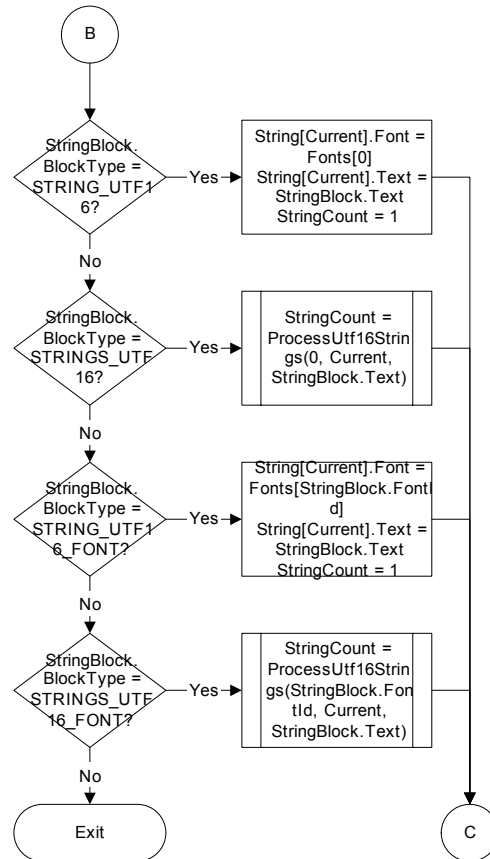 B
StringBlock.
BlockType =
STRING_UTF1
6?
Yes
String[Current].Font =
Fonts[0]
String[Current].Text =
StringBlock.Text
StringCount = 1
No
StringBlock.
BlockType =
STRINGS_UTF
16?
Yes
StringCount =
ProcessUtf16Strin
gs(0, Current,
StringBlock.Text)
No
StringBlock.
BlockType =
STRING_UTF1
6_FONT?
Yes
String[Current].Font =
Fonts[StringBlock.FontI
d]
String[Current].Text =
StringBlock.Text
StringCount = 1
No
StringBlock.
BlockType =
STRINGS_UTF
16_FONT?
Yes
StringCount =
ProcessUtf16Strin
gs(StringBlock.Fon
tId, Current,
StringBlock.Text)
No
Exit
C